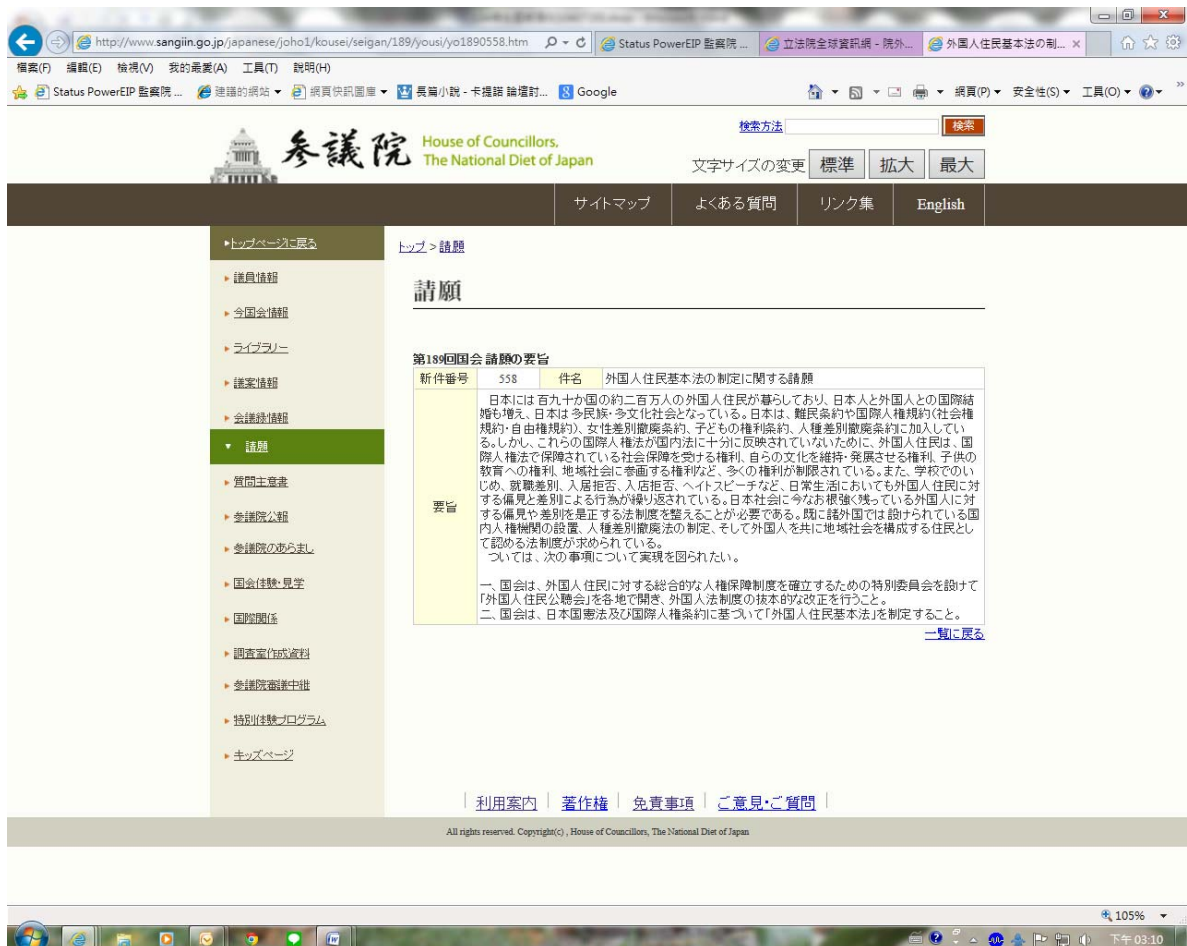 http://www.sangiin.go.jp/japanese/joho1/kousei/seigan/189/yousi/yo1890558.htm
Status PowerEIP 監察院 ...
立法院全球資訊網 - 院外...
外国人住民基本法の制...
檔案(F) 編輯(E) 檢視(V) 我的最愛(A) 工具(T) 說明(H)
Status PowerEIP 監察院 ... 建議的網站 網頁快訊圖庫 長篇小說 - 卡提諾 論壇討... Google
網頁(P) 安全性(S) 工具(O)
検索方法 検索
参議院 House of Councillors,
The National Diet of Japan
文字サイズの変更 標準 拡大 最大
サイトマップ よくある質問 リンク集 English
トップページに戻る
議員情報
今国会情報
ライブラリー
議案情報
会議録情報
請願
質問主意書
参議院公報
参議院のあらまし
国会体験・見学
国際関係
調査室作成資料
参議院審議中継
特別体験プログラム
キッズページ
トップ > 請願
請願
第189回国会 請願の要旨
新件番号 558 件名 外国人住民基本法の制定に関する請願
要旨
日本には百九十か国の約二百万人の外国人住民が暮らしており、日本人と外国人との国際結
婚も増え、日本は多民族・多文化社会となっている。日本は、難民条約や国際人権規約(社会権
規約・自由権規約)、女性差別撤廃条約、子どもの権利条約、人種差別撤廃条約に加入してい
る。しかし、これらの国際人権法が国内法に十分に反映されていないために、外国人住民は、国
際人権法で保障されている社会保障を受ける権利、自らの文化を維持・発展させる権利、子供の
教育への権利、地域社会に参画する権利など、多くの権利が制限されている。また、学校でのい
じめ、就職差別、入居拒否、入店拒否、ヘイトスピーチなど、日常生活においても外国人住民に対
する偏見と差別による行為が繰り返されている。日本社会に今なお根強く残っている外国人に対
する偏見や差別を是正する法制度を整えることが必要である。既に諸外国では設けられている国
内人権機関の設置、人種差別撤廃法の制定、そして外国人を共に地域社会を構成する住民とし
て認める法制度が求められている。
ついては、次の事項について実現を図られたい。
一、国会は、外国人住民に対する総合的な人権保障制度を確立するための特別委員会を設けて
「外国人住民公聴会」を各地で開き、外国人法制度の抜本的な改正を行うこと。
二、国会は、日本国憲法及び国際人権条約に基づいて「外国人住民基本法」を制定すること。
一覧に戻る
利用案内 著作権 免責事項 ご意見・ご質問
All rights reserved. Copyright(c) , House of Councillors, The National Diet of Japan
105%
下午 03:10